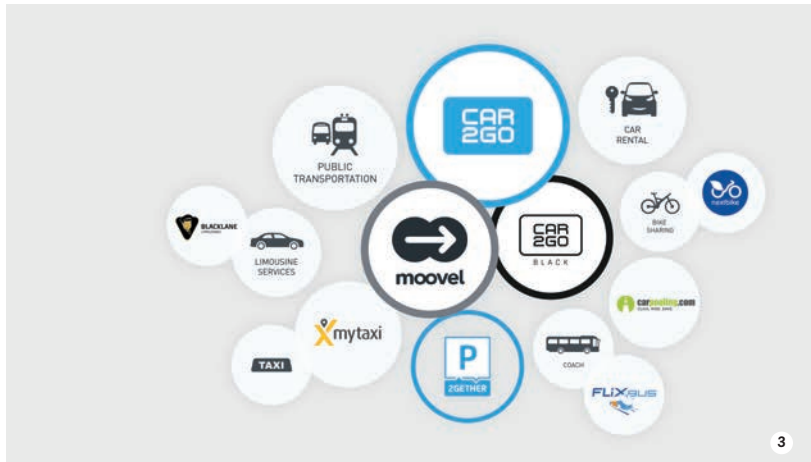 CAR
2GO
CAR
RENTAL
PUBLIC
TRANSPORTATION
nextbike
BIKE
SHARING
BLACKLANE
LIMOUSINE
SERVICES
moovel
CAR
2GO
BLACK
carpooling.com
mytaxi
TAXI
P
2GETHER
COACH
FLiXBUS
3